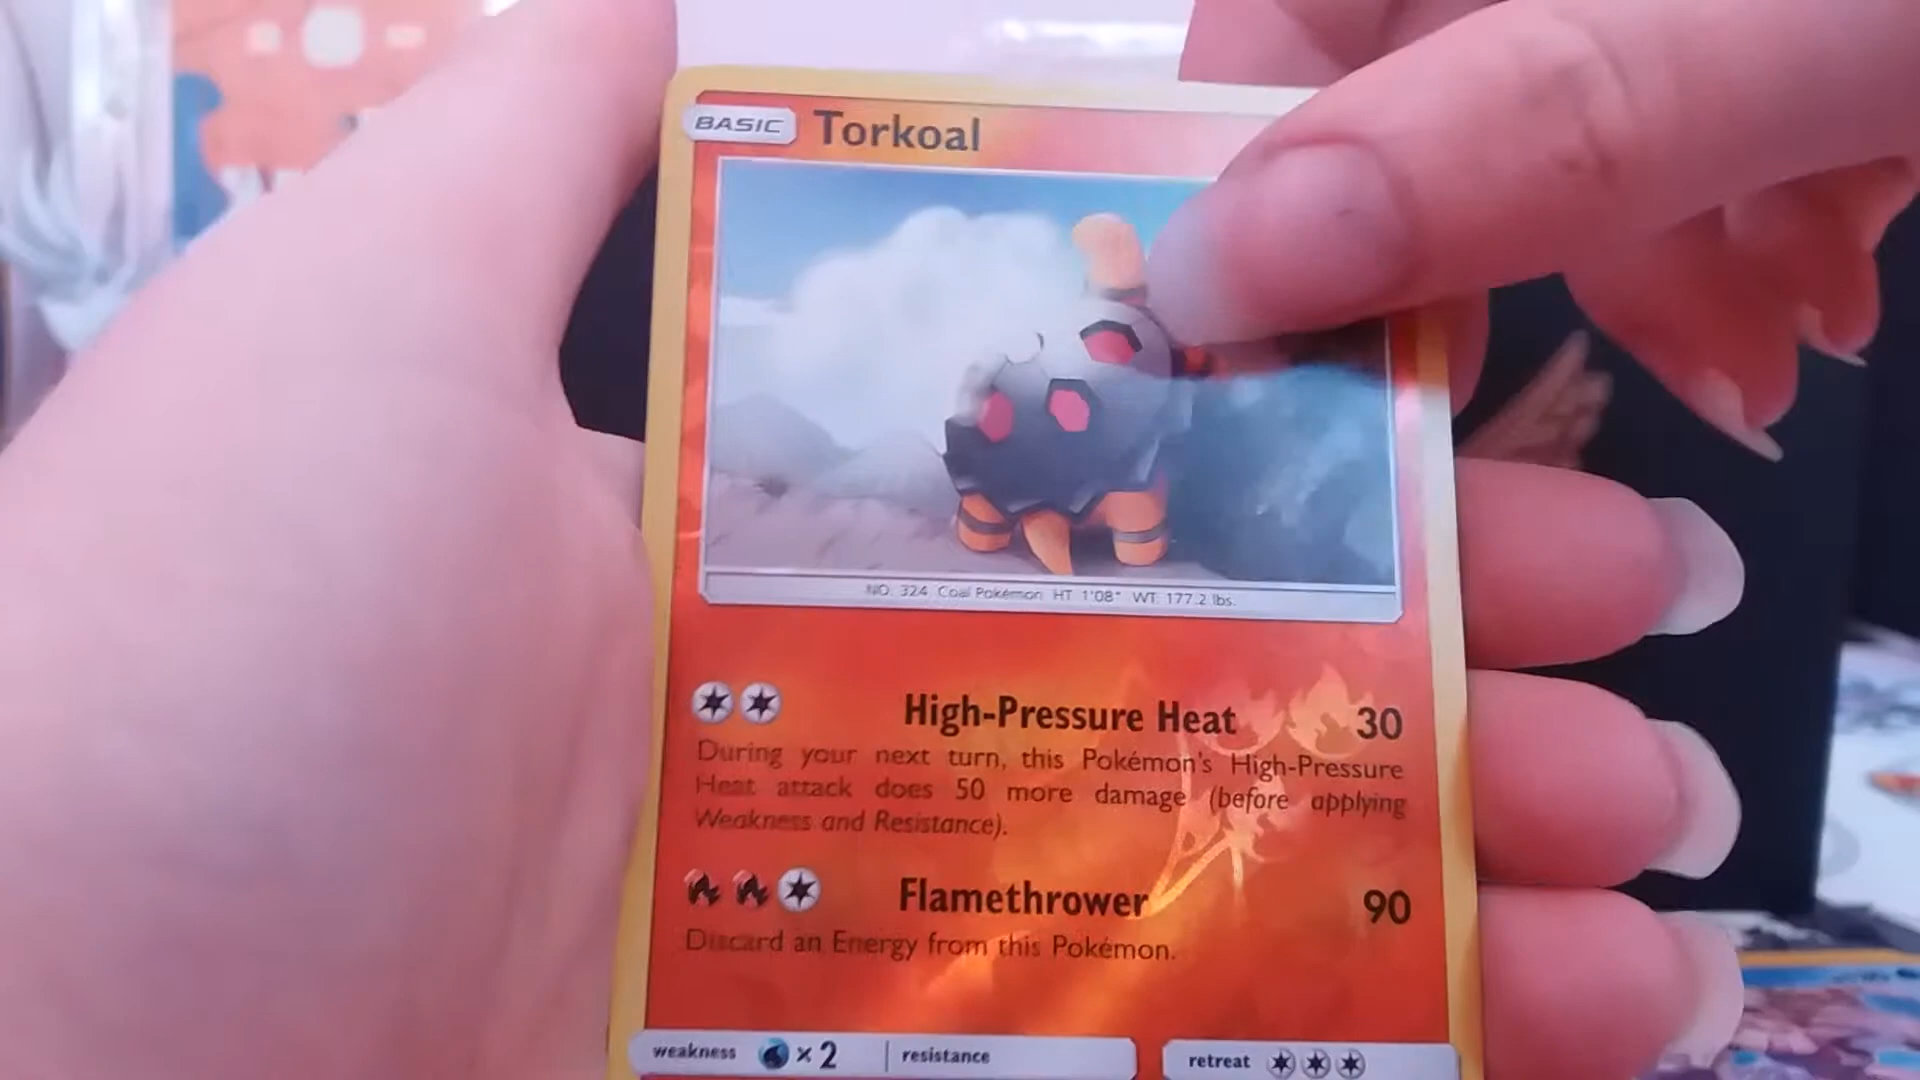 BASIC Torkoal
NO. 324 Coal Pokémon HT 1'08" WT: 177.2 lbs.
High-Pressure Heat 30
During your next turn, this Pokémon's High-Pressure
Heat attack does 50 more damage (before applying
Weakness and Resistance).
Flamethrower 90
Discard an Energy from this Pokémon.
weakness ×2 resistance retreat